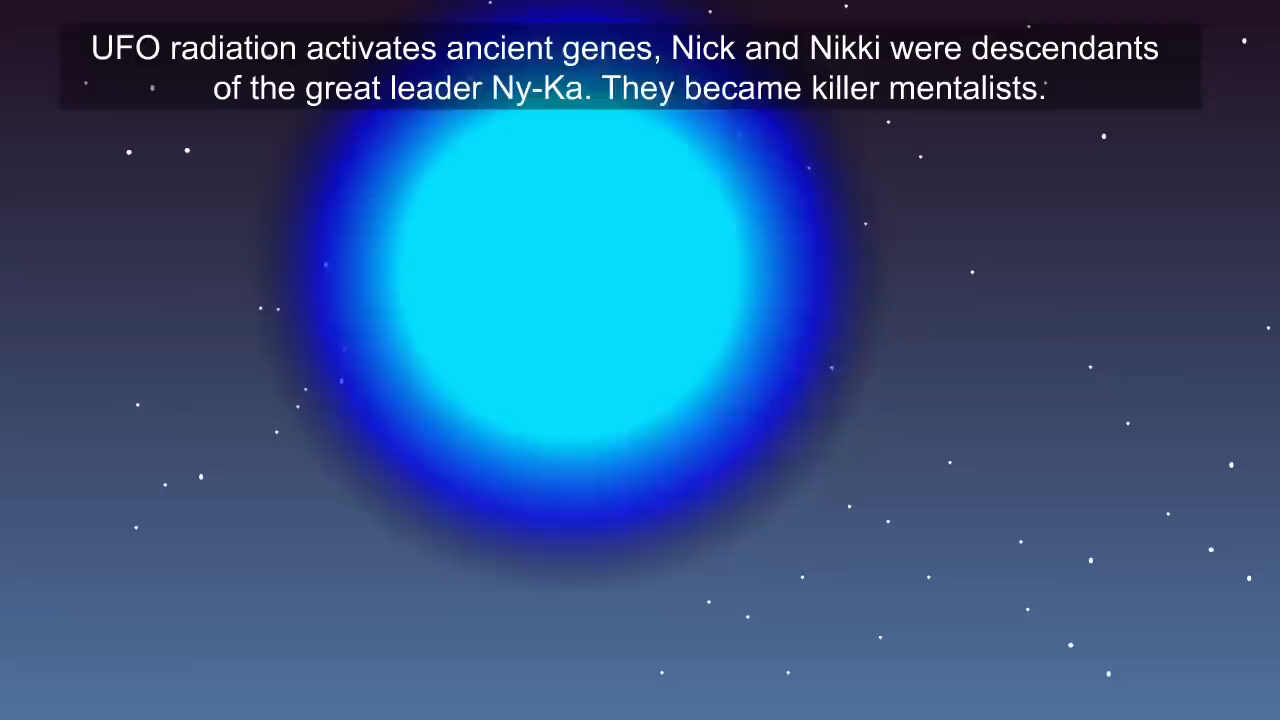 UFO radiation activates ancient genes, Nick and Nikki were descendants
of the great leader Ny-Ka. They became killer mentalists.